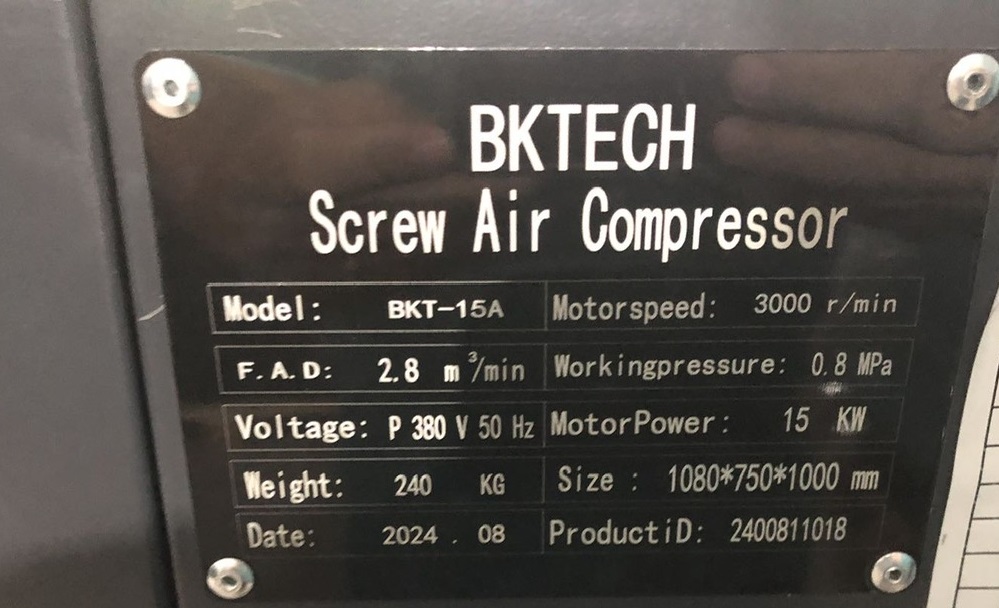 BKTECH
Screw Air Compressor
Model: BKT-15A Motorspeed: 3000 r/min
F.A.D: 2.8 m³/min Workingpressure: 0.8 MPa
Voltage: P 380 V 50 Hz MotorPower: 15 KW
Weight: 240 KG Size : 1080*750*1000 mm
Date: 2024 . 08 ProductiD: 2400811018